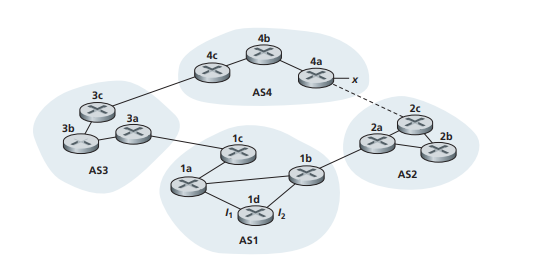 4b
4c
4a
x
AS4
3c
3a
3b
AS3
2c
2a
2b
AS2
1c
1b
1a
1d
I1
I2
AS1